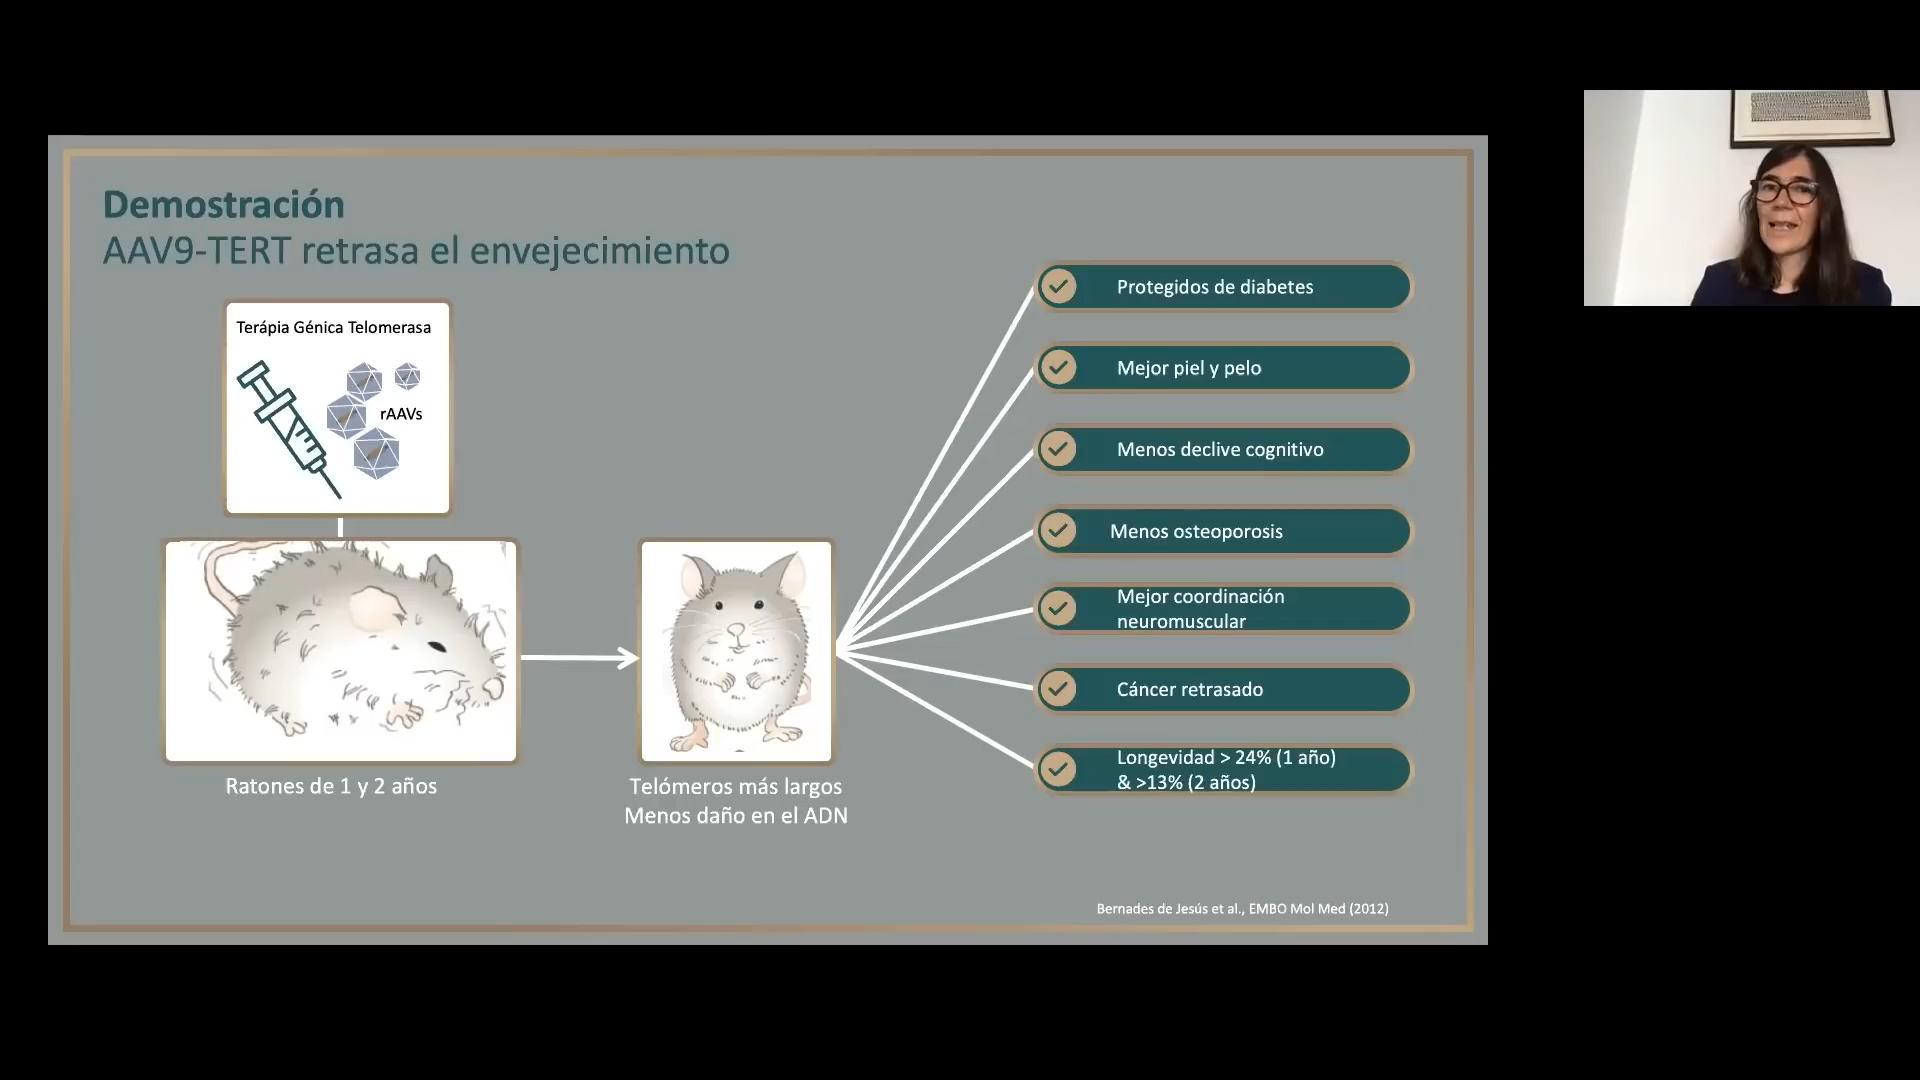 Demostración
AAV9-TERT retrasa el envejecimiento
Terápia Génica Telomerasa
rAAVs
Ratones de 1 y 2 años
Telómeros más largos
Menos daño en el ADN
Protegidos de diabetes
Mejor piel y pelo
Menos declive cognitivo
Menos osteoporosis
Mejor coordinación
neuromuscular
Cáncer retrasado
Longevidad > 24% (1 año)
& >13% (2 años)
Bernades de Jesús et al., EMBO Mol Med (2012)